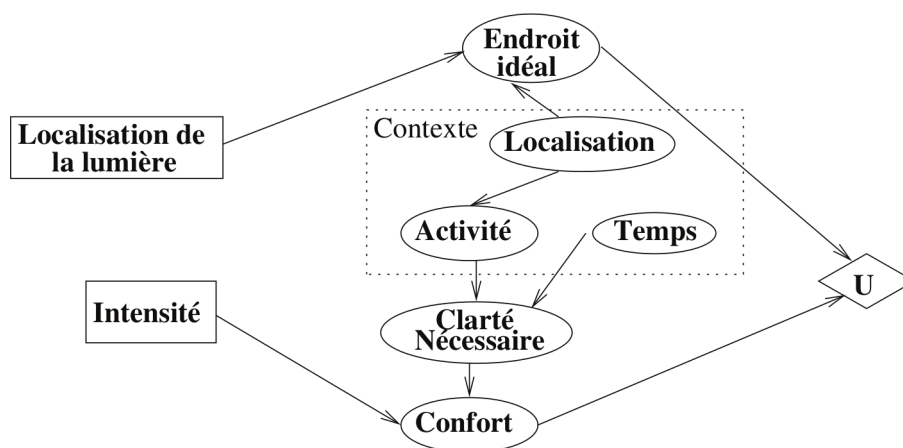 Endroit
idéal
Contexte
Localisation de
la lumière
Localisation
Activité
Temps
U
Intensité
Clarté
Nécessaire
Confort